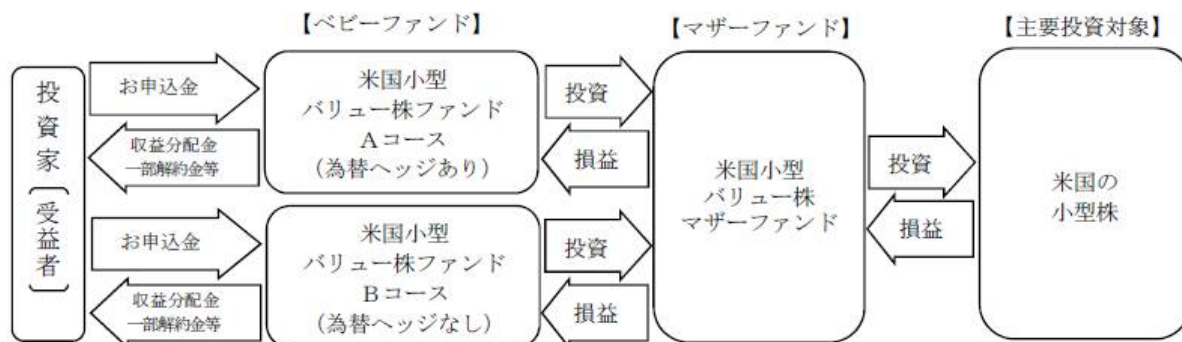 【ベビーファンド】
【マザーファンド】
【主要投資対象】
投資家
〔受益者〕
お申込金
収益分配金
一部解約金等
米国小型
バリュー株ファンド
Aコース
(為替ヘッジあり)
投資
損益
お申込金
収益分配金
一部解約金等
米国小型
バリュー株ファンド
Bコース
(為替ヘッジなし)
投資
損益
米国小型
バリュー株
マザーファンド
投資
損益
米国の
小型株